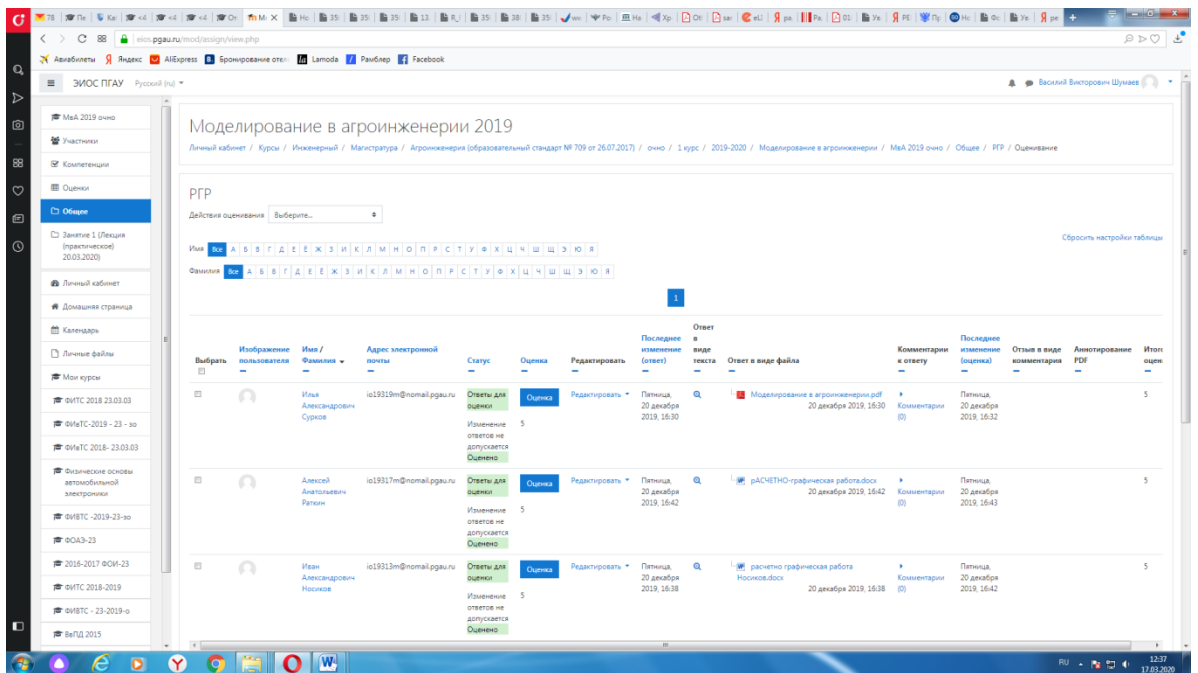 eios.pgau.ru/mod/assign/view.php
Авиабилеты Яндекс AliExpress Бронирование отел Lamoda Рамблер Facebook
ЭИОС ПГАУ Русский (ru)
Василий Викторович Шумаев
МвА 2019 очно
Участники
Компетенции
Оценки
Общее
Занятие 1 (Лекция
(практическое)
20.03.2020)
Личный кабинет
Домашняя страница
Календарь
Личные файлы
Мои курсы
ФИТС 2018 23.03.03
ФИвТС-2019 - 23 - зо
ФИвТС 2018- 23.03.03
Физические основы
автомобильной
электроники
ФИВТС -2019-23-зо
ФОАЭ-23
2016-2017 ФОИ-23
ФИТС 2018-2019
ФИВТС - 23-2019-о
ВеПД 2015
Моделирование в агроинженерии 2019
Личный кабинет / Курсы / Инженерный / Магистратура / Агроинженерия (образовательный стандарт № 709 от 26.07.2017) / очно / 1 курс / 2019-2020 / Моделирование в агроинженерии / МвА 2019 очно / Общее / РГР / Оценивание
РГР
Действия оценивания Выберите...
Сбросить настройки таблицы
Имя Все А Б В Г Д Е Ё Ж З И К Л М Н О П Р С Т У Ф Х Ц Ч Ш Щ Э Ю Я
Фамилия Все А Б В Г Д Е Ё Ж З И К Л М Н О П Р С Т У Ф Х Ц Ч Ш Щ Э Ю Я
1
Выбрать
Изображение
пользователя
Имя /
Фамилия
Адрес электронной
почты
Статус
Оценка
Редактировать
Последнее
изменение
(ответ)
Ответ
в
виде
текста
Ответ в виде файла
Комментарии
к ответу
Последнее
изменение
(оценка)
Отзыв в виде
комментария
Аннотирование
PDF
Итого
оцен
Илья
Александрович
Сурков
io19319m@nomail.pgau.ru
Ответы для
оценки
Изменение
ответов не
допускается
Оценено
Оценка
5
Редактировать
Пятница,
20 декабря
2019, 16:30
Моделирование в агроинженерии.pdf
20 декабря 2019, 16:30
Комментарии
(0)
Пятница,
20 декабря
2019, 16:32
5
Алексей
Анатольевич
Раткин
io19317m@nomail.pgau.ru
Ответы для
оценки
Изменение
ответов не
допускается
Оценено
Оценка
5
Редактировать
Пятница,
20 декабря
2019, 16:42
рАСЧЕТНО-графическая работа.docx
20 декабря 2019, 16:42
Комментарии
(0)
Пятница,
20 декабря
2019, 16:43
5
Иван
Александрович
Носиков
io19313m@nomail.pgau.ru
Ответы для
оценки
Изменение
ответов не
допускается
Оценено
Оценка
5
Редактировать
Пятница,
20 декабря
2019, 16:38
расчетно графическая работа
Носиков.docx
20 декабря 2019, 16:38
Комментарии
(0)
Пятница,
20 декабря
2019, 16:42
5
RU
12:37
17.03.2020